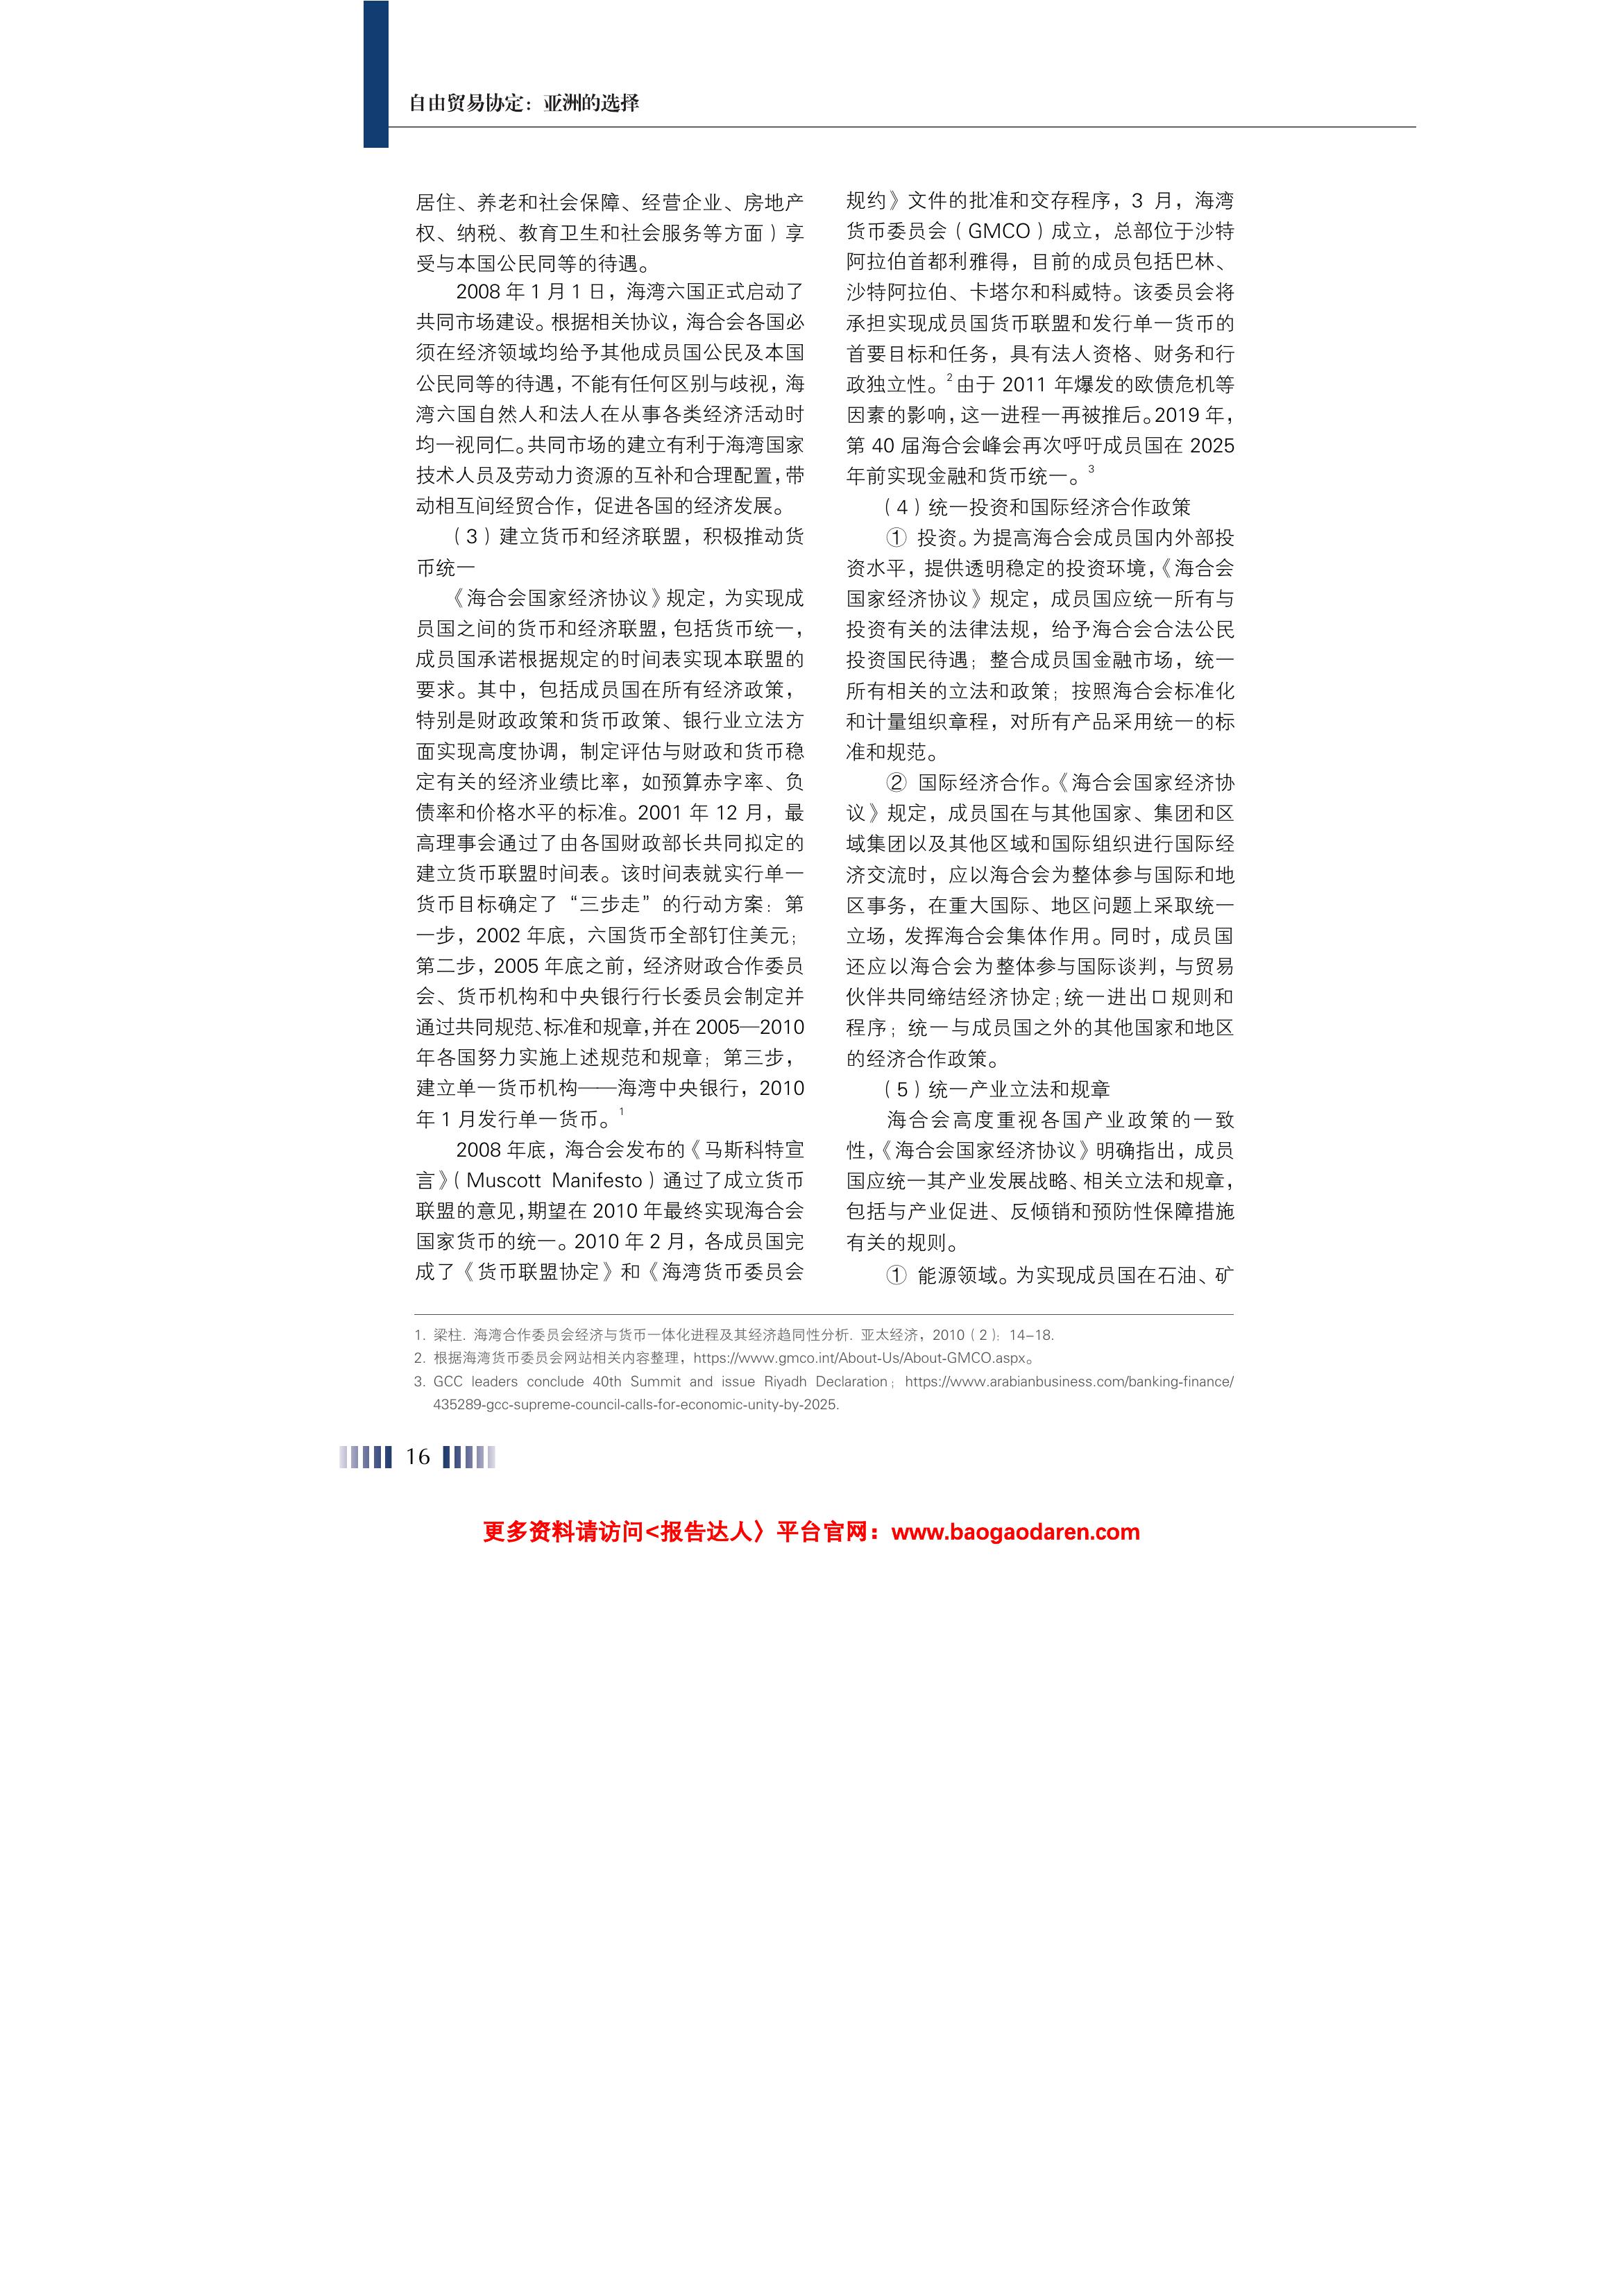 自由贸易协定：亚洲的选择
居住、养老和社会保障、经营企业、房地产
权、纳税、教育卫生和社会服务等方面）享
受与本国公民同等的待遇。
2008 年 1 月 1 日，海湾六国正式启动了
共同市场建设。根据相关协议，海合会各国必
须在经济领域均给予其他成员国公民及本国
公民同等的待遇，不能有任何区别与歧视，海
湾六国自然人和法人在从事各类经济活动时
均一视同仁。共同市场的建立有利于海湾国家
技术人员及劳动力资源的互补和合理配置，带
动相互间经贸合作，促进各国的经济发展。
（3）建立货币和经济联盟，积极推动货
币统一
《海合会国家经济协议》规定，为实现成
员国之间的货币和经济联盟，包括货币统一，
成员国承诺根据规定的时间表实现本联盟的
要求。其中，包括成员国在所有经济政策，
特别是财政政策和货币政策、银行业立法方
面实现高度协调，制定评估与财政和货币稳
定有关的经济业绩比率，如预算赤字率、负
债率和价格水平的标准。2001 年 12 月，最
高理事会通过了由各国财政部长共同拟定的
建立货币联盟时间表。该时间表就实行单一
货币目标确定了“三步走”的行动方案：第
一步，2002 年底，六国货币全部钉住美元；
第二步，2005 年底之前，经济财政合作委员
会、货币机构和中央银行行长委员会制定并
通过共同规范、标准和规章，并在 2005—2010
年各国努力实施上述规范和规章；第三步，
建立单一货币机构——海湾中央银行，2010
年 1 月发行单一货币。1
2008 年底，海合会发布的《马斯科特宣
言》（Muscott Manifesto）通过了成立货币
联盟的意见，期望在 2010 年最终实现海合会
国家货币的统一。2010 年 2 月，各成员国完
成了《货币联盟协定》和《海湾货币委员会
规约》文件的批准和交存程序，3 月，海湾
货币委员会（GMCO）成立，总部位于沙特
阿拉伯首都利雅得，目前的成员包括巴林、
沙特阿拉伯、卡塔尔和科威特。该委员会将
承担实现成员国货币联盟和发行单一货币的
首要目标和任务，具有法人资格、财务和行
政独立性。2由于 2011 年爆发的欧债危机等
因素的影响，这一进程一再被推后。2019 年，
第 40 届海合会峰会再次呼吁成员国在 2025
年前实现金融和货币统一。3
（4）统一投资和国际经济合作政策
① 投资。为提高海合会成员国内外部投
资水平，提供透明稳定的投资环境，《海合会
国家经济协议》规定，成员国应统一所有与
投资有关的法律法规，给予海合会合法公民
投资国民待遇；整合成员国金融市场，统一
所有相关的立法和政策；按照海合会标准化
和计量组织章程，对所有产品采用统一的标
准和规范。
② 国际经济合作。《海合会国家经济协
议》规定，成员国在与其他国家、集团和区
域集团以及其他区域和国际组织进行国际经
济交流时，应以海合会为整体参与国际和地
区事务，在重大国际、地区问题上采取统一
立场，发挥海合会集体作用。同时，成员国
还应以海合会为整体参与国际谈判，与贸易
伙伴共同缔结经济协定；统一进出口规则和
程序；统一与成员国之外的其他国家和地区
的经济合作政策。
（5）统一产业立法和规章
海合会高度重视各国产业政策的一致
性，《海合会国家经济协议》明确指出，成员
国应统一其产业发展战略、相关立法和规章，
包括与产业促进、反倾销和预防性保障措施
有关的规则。
① 能源领域。为实现成员国在石油、矿
1. 梁柱. 海湾合作委员会经济与货币一体化进程及其经济趋同性分析. 亚太经济，2010（2）：14–18.
2. 根据海湾货币委员会网站相关内容整理，https://www.gmco.int/About-Us/About-GMCO.aspx。
3. GCC leaders conclude 40th Summit and issue Riyadh Declaration；https://www.arabianbusiness.com/banking-finance/
435289-gcc-supreme-council-calls-for-economic-unity-by-2025.
16
更多资料请访问<报告达人〉平台官网：www.baogaodaren.com